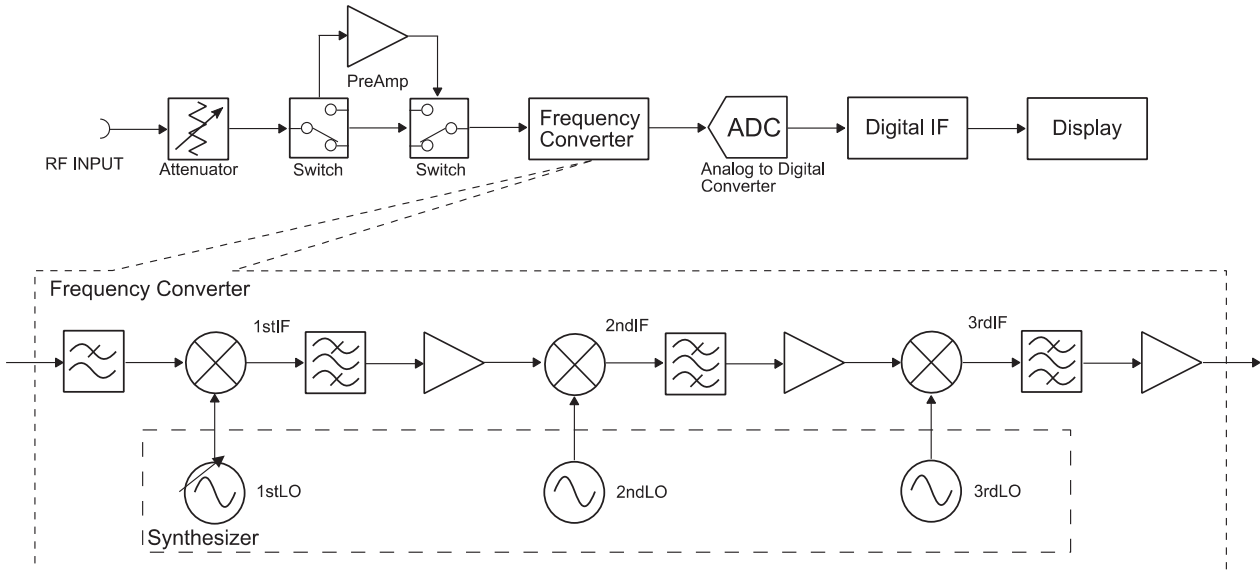 PreAmp
RF INPUT
Attenuator
Switch
Switch
Frequency
Converter
ADC
Analog to Digital
Converter
Digital IF
Display
Frequency Converter
1stIF
2ndIF
3rdIF
1stLO
2ndLO
3rdLO
Synthesizer